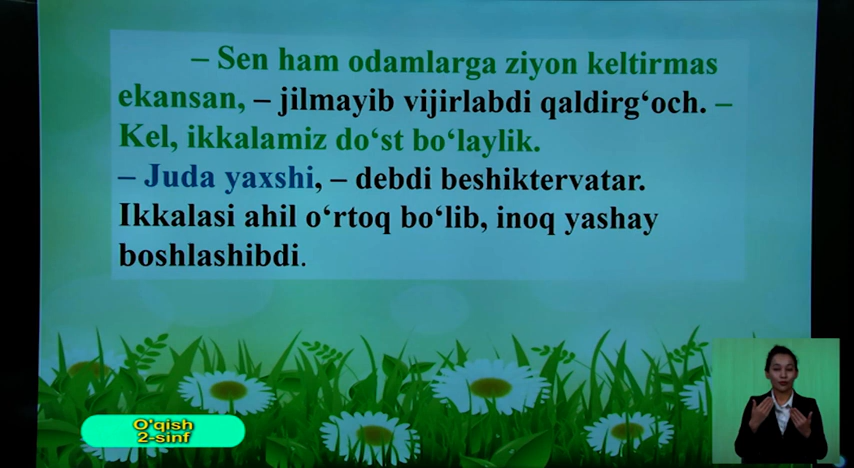 – Sen ham odamlarga ziyon keltirmas
ekansan, – jilmayib vijirlabdi qaldirg‘och. –
Kel, ikkalamiz do‘st bo‘laylik.
– Juda yaxshi, – debdi beshiktervatar.
Ikkalasi ahil o‘rtoq bo‘lib, inoq yashay
boshlashibdi.
O'qish
2-sinf